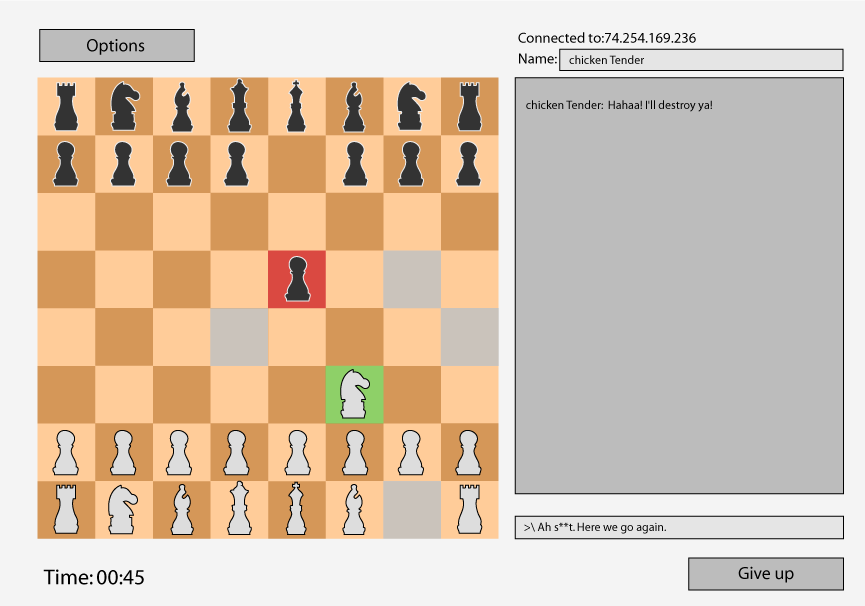 Options
Connected to:74.254.169.236
Name: chicken Tender
chicken Tender: Hahaa! I'll destroy ya!
>\ Ah s**t. Here we go again.
Time: 00:45
Give up